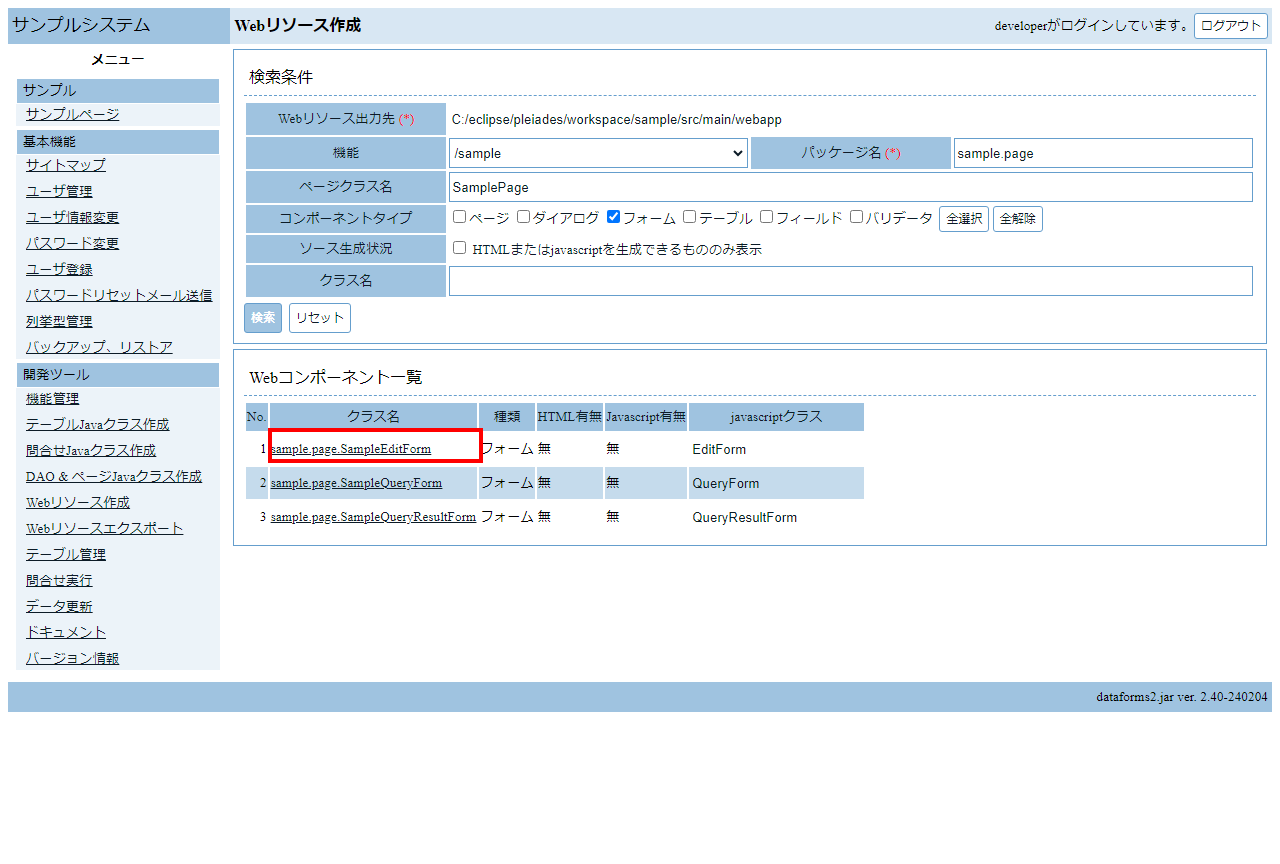 サンプルシステム
Webリソース作成
developerがログインしています。 ログアウト
メニュー
サンプル
サンプルページ
基本機能
サイトマップ
ユーザ管理
ユーザ情報変更
パスワード変更
ユーザ登録
パスワードリセットメール送信
列挙型管理
バックアップ、リストア
開発ツール
機能管理
テーブルJavaクラス作成
問合せJavaクラス作成
DAO & ページJavaクラス作成
Webリソース作成
Webリソースエクスポート
テーブル管理
問合せ実行
データ更新
ドキュメント
バージョン情報
検索条件
Webリソース出力先 (*) C:/eclipse/pleiades/workspace/sample/src/main/webapp
機能 /sample パッケージ名 (*) sample.page
ページクラス名 SamplePage
コンポーネントタイプ ページ ダイアログ フォーム テーブル フィールド バリデータ 全選択 全解除
ソース生成状況 HTMLまたはjavascriptを生成できるもののみ表示
クラス名
検索 リセット
Webコンポーネント一覧
No. クラス名 種類 HTML有無 Javascript有無 javascriptクラス
1 sample.page.SampleEditForm フォーム 無 無 EditForm
2 sample.page.SampleQueryForm フォーム 無 無 QueryForm
3 sample.page.SampleQueryResultForm フォーム 無 無 QueryResultForm
dataforms2.jar ver. 2.40-240204